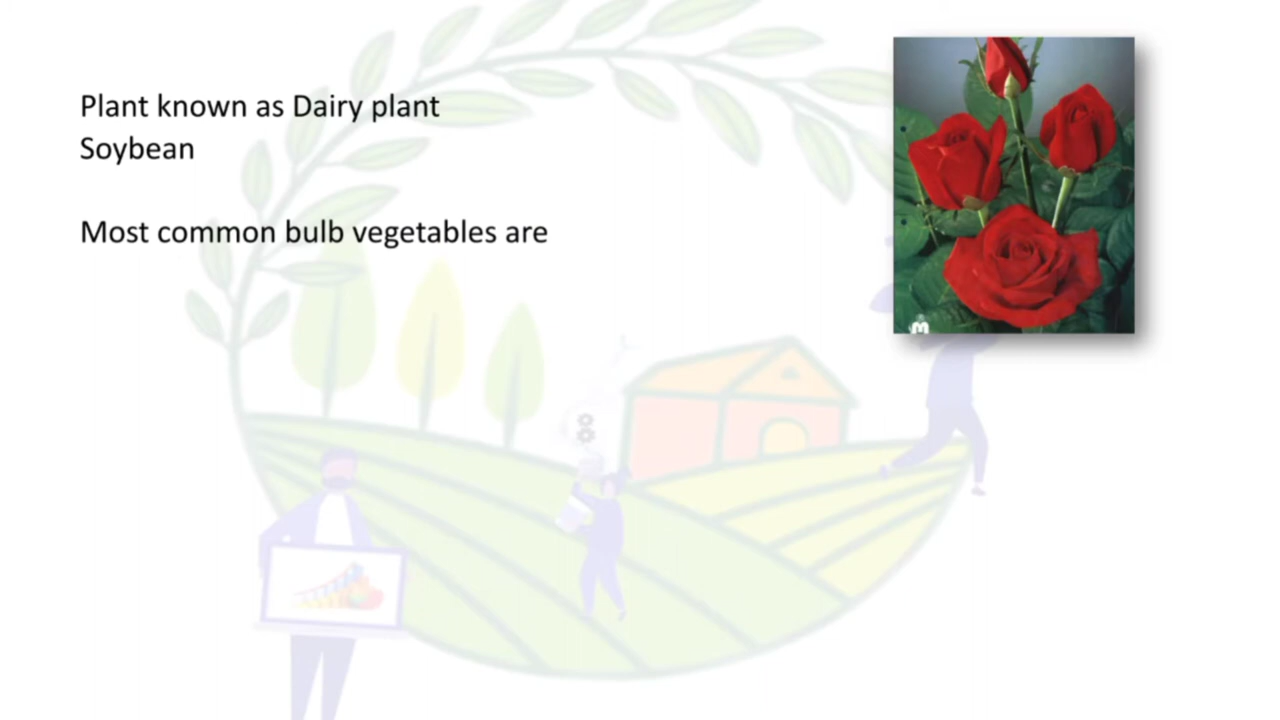 Plant known as Dairy plant
Soybean
Most common bulb vegetables are